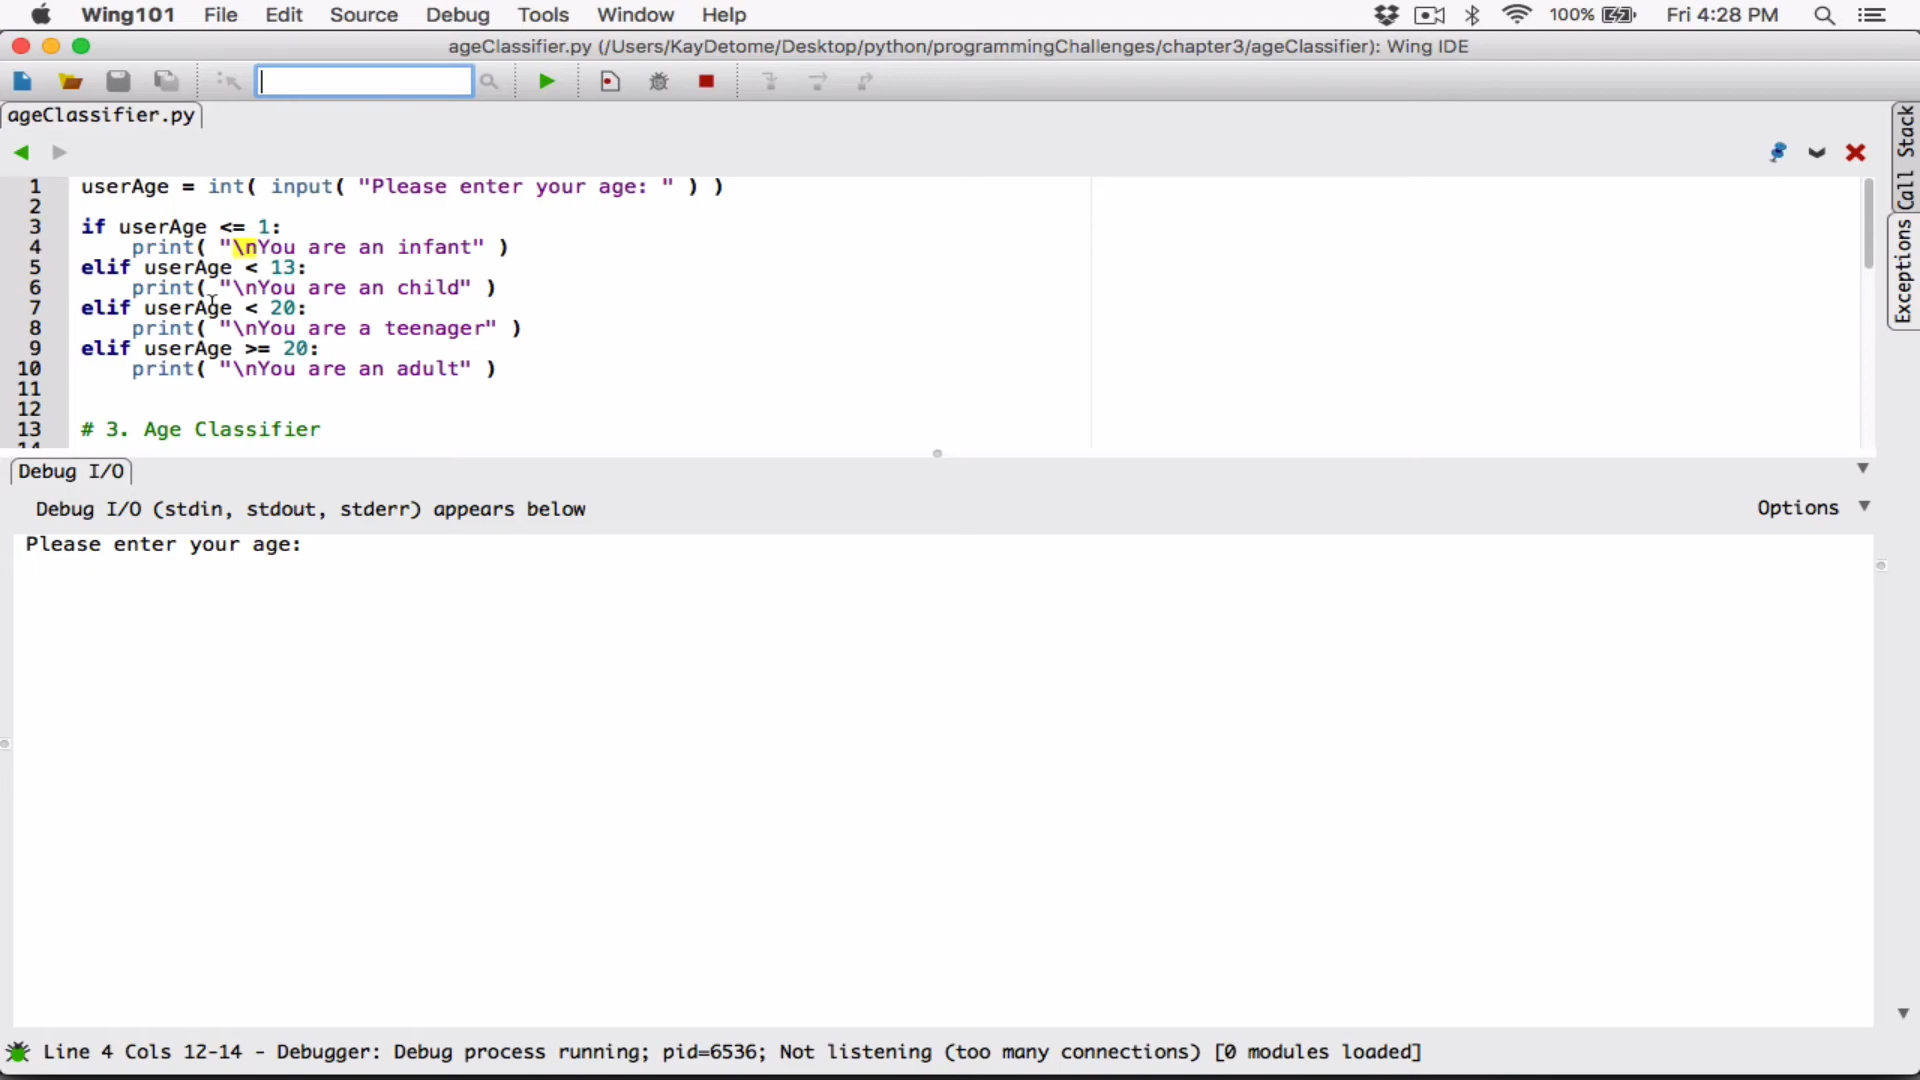 Wing101 File Edit Source Debug Tools Window Help 100% Fri 4:28 PM
ageClassifier.py (/Users/KayDetome/Desktop/python/programmingChallenges/chapter3/ageClassifier): Wing IDE
ageClassifier.py
1 userAge = int( input( "Please enter your age: " ) )
2
3 if userAge <= 1:
4 print( "\nYou are an infant" )
5 elif userAge < 13:
6 print( "\nYou are an child" )
7 elif userAge < 20:
8 print( "\nYou are a teenager" )
9 elif userAge >= 20:
10 print( "\nYou are an adult" )
11
12
13 # 3. Age Classifier
Call Stack
Exceptions
Debug I/O
Debug I/O (stdin, stdout, stderr) appears below
Options
Please enter your age:
Line 4 Cols 12-14 - Debugger: Debug process running; pid=6536; Not listening (too many connections) [0 modules loaded]